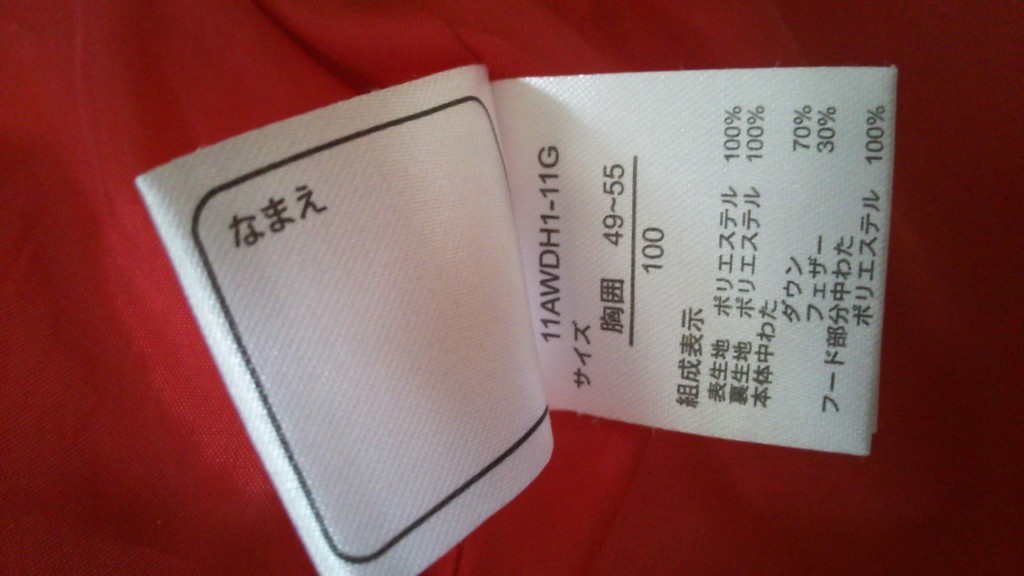 なまえ
11AWDH1-11G
サイズ
胸囲 49~55
100
組成表示
表生地 ポリエステル 100%
裏生地 ポリエステル 100%
本体中わた
ダウン 70%
フェザー 30%
フード部分中わた
ポリエステル 100%